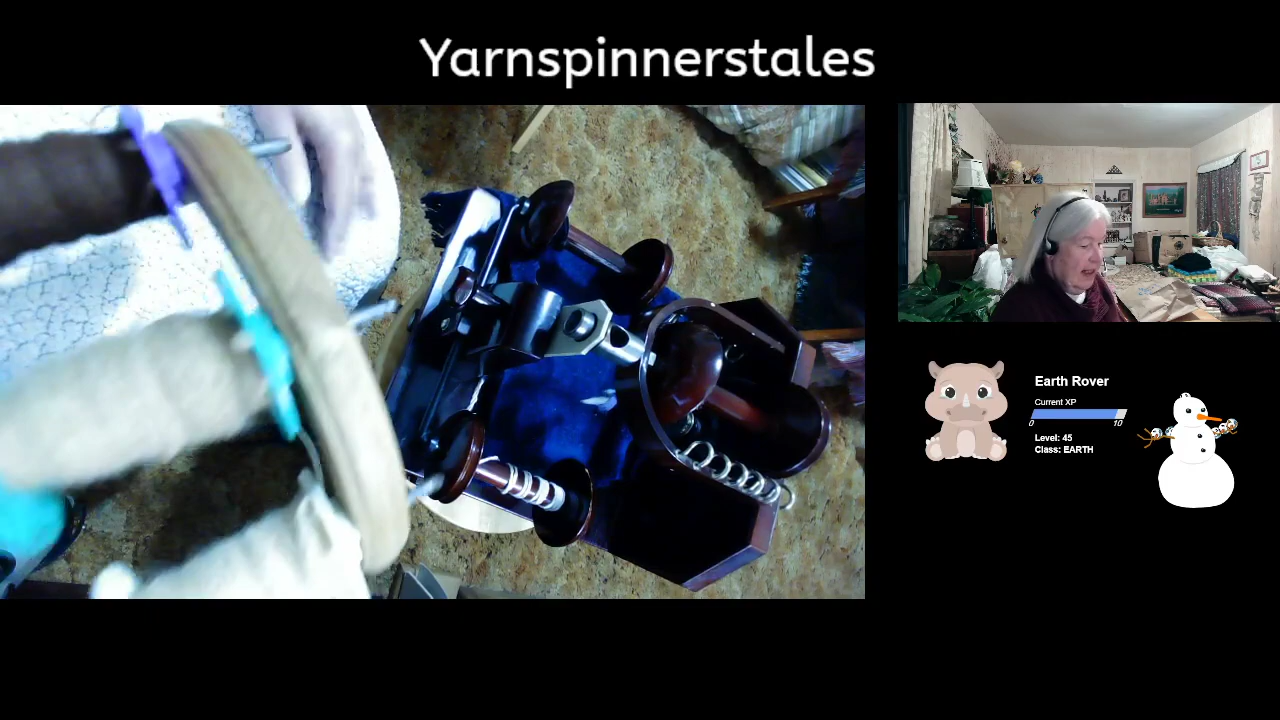 Yarnspinnerstales
Earth Rover
Current XP
0 10
Level: 45
Class: EARTH